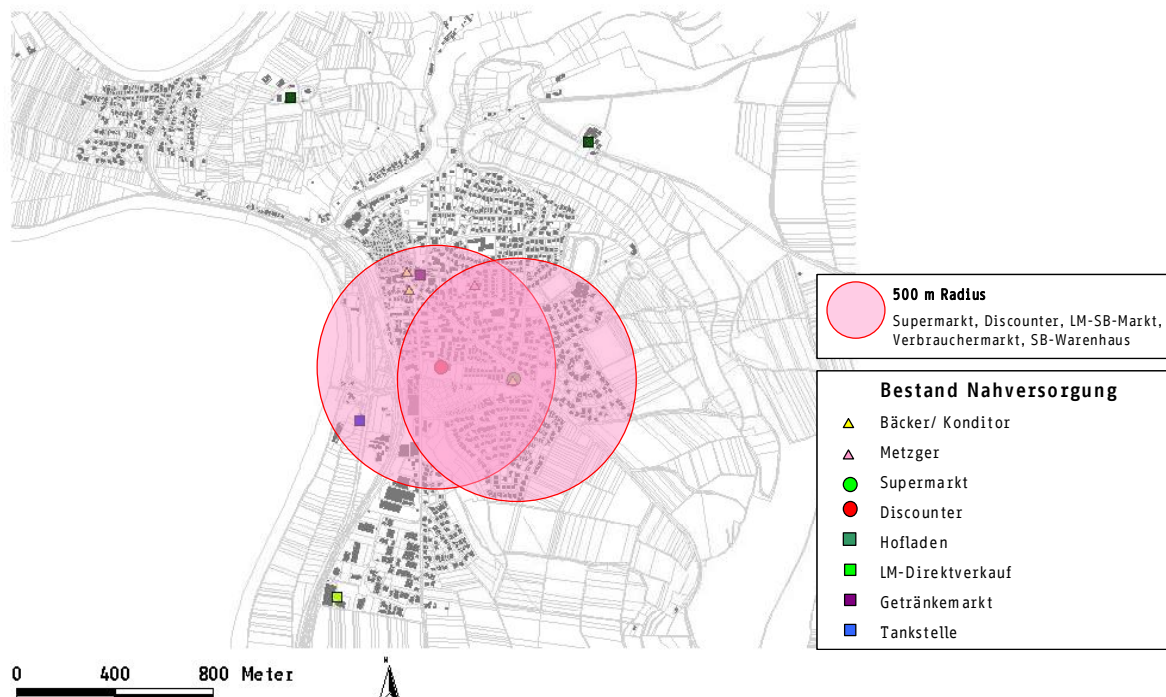 500 m Radius
Supermarkt, Discounter, LM-SB-Markt,
Verbrauchermarkt, SB-Warenhaus
Bestand Nahversorgung
Bäcker/ Konditor
Metzger
Supermarkt
Discounter
Hofladen
LM-Direktverkauf
Getränkemarkt
Tankstelle
0 400 800 Meter
N